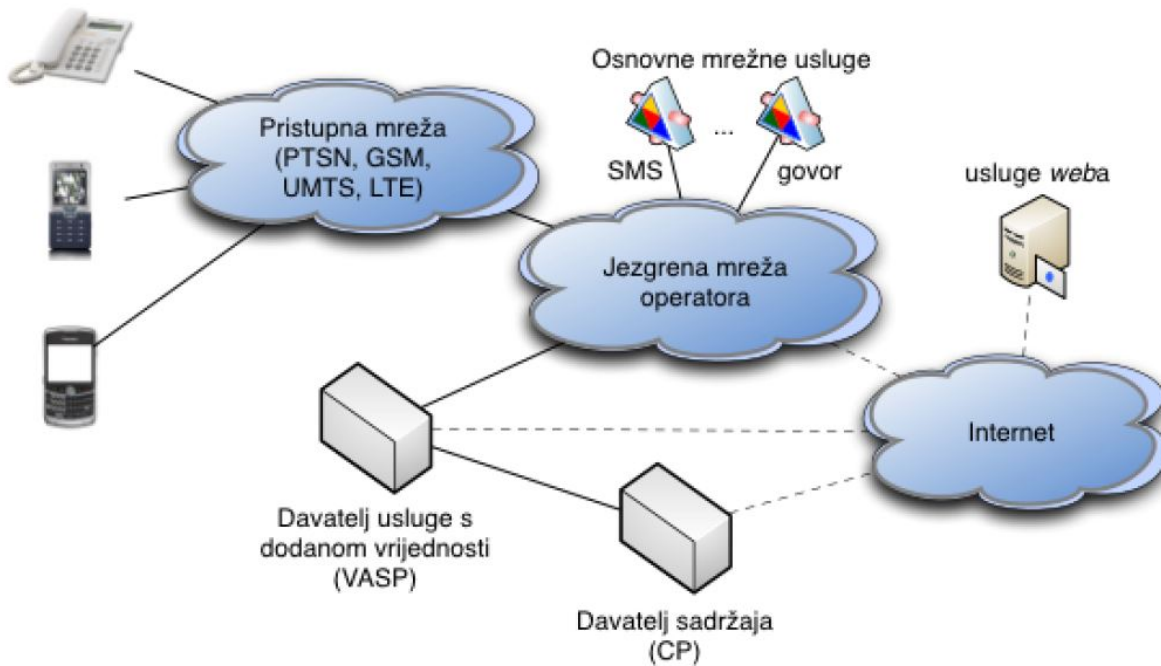 Osnovne mrežne usluge
Pristupna mreža
(PTSN, GSM,
UMTS, LTE)
...
SMS
govor
usluge weba
Jezgrena mreža
operatora
Internet
Davatelj usluge s
dodanom vrijednosti
(VASP)
Davatelj sadržaja
(CP)